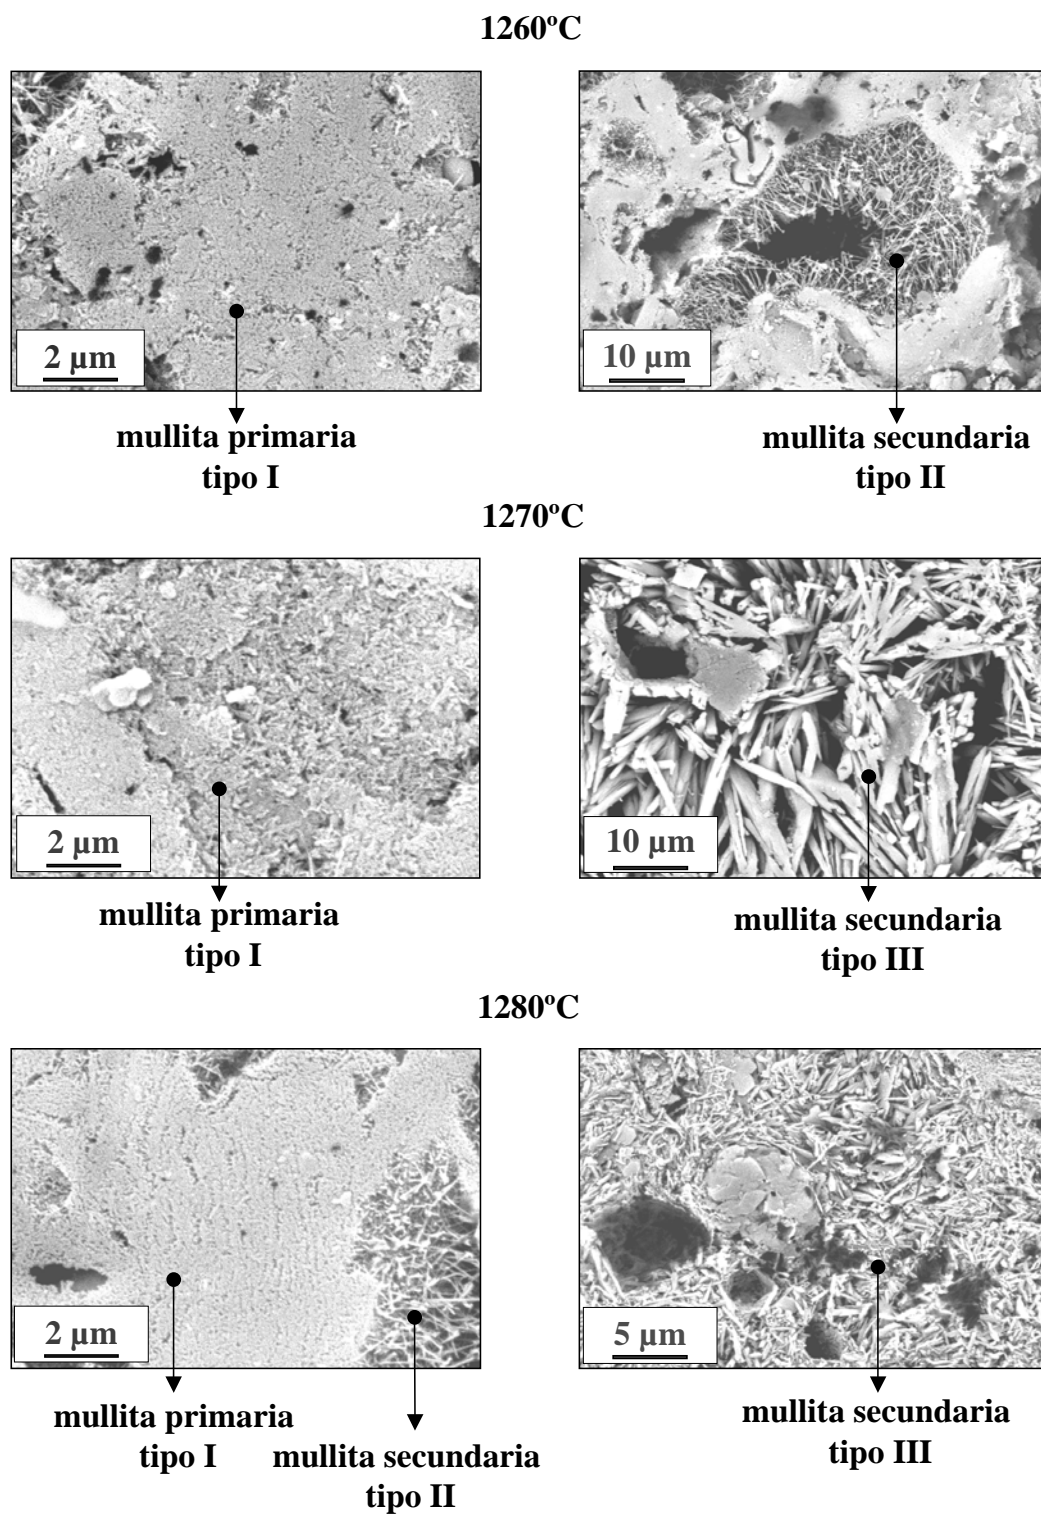 1260ºC
2 µm
10 µm
mullita primaria
tipo I
mullita secundaria
tipo II
1270ºC
2 µm
10 µm
mullita primaria
tipo I
mullita secundaria
tipo III
1280ºC
2 µm
5 µm
mullita primaria
tipo I
mullita secundaria
tipo II
mullita secundaria
tipo III